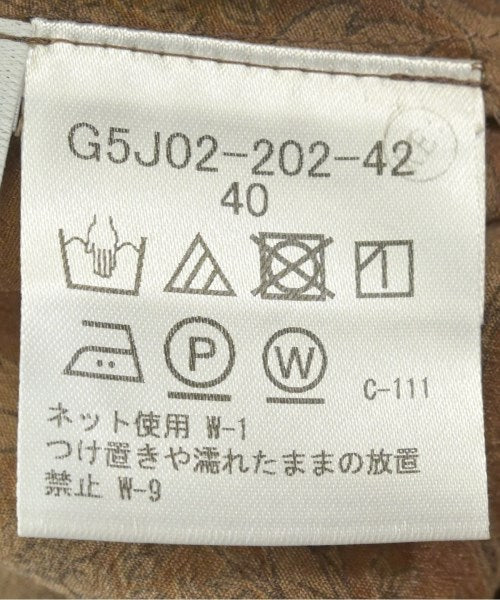 G5J02-202-42
40
P W
C-111
ネット使用 W-1
つけ置きや濡れたままの放置
禁止 W-9